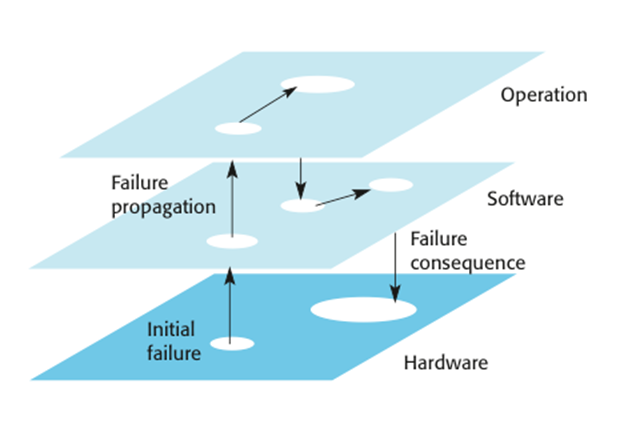 Operation
Failure
propagation
Software
Failure
consequence
Initial
failure
Hardware